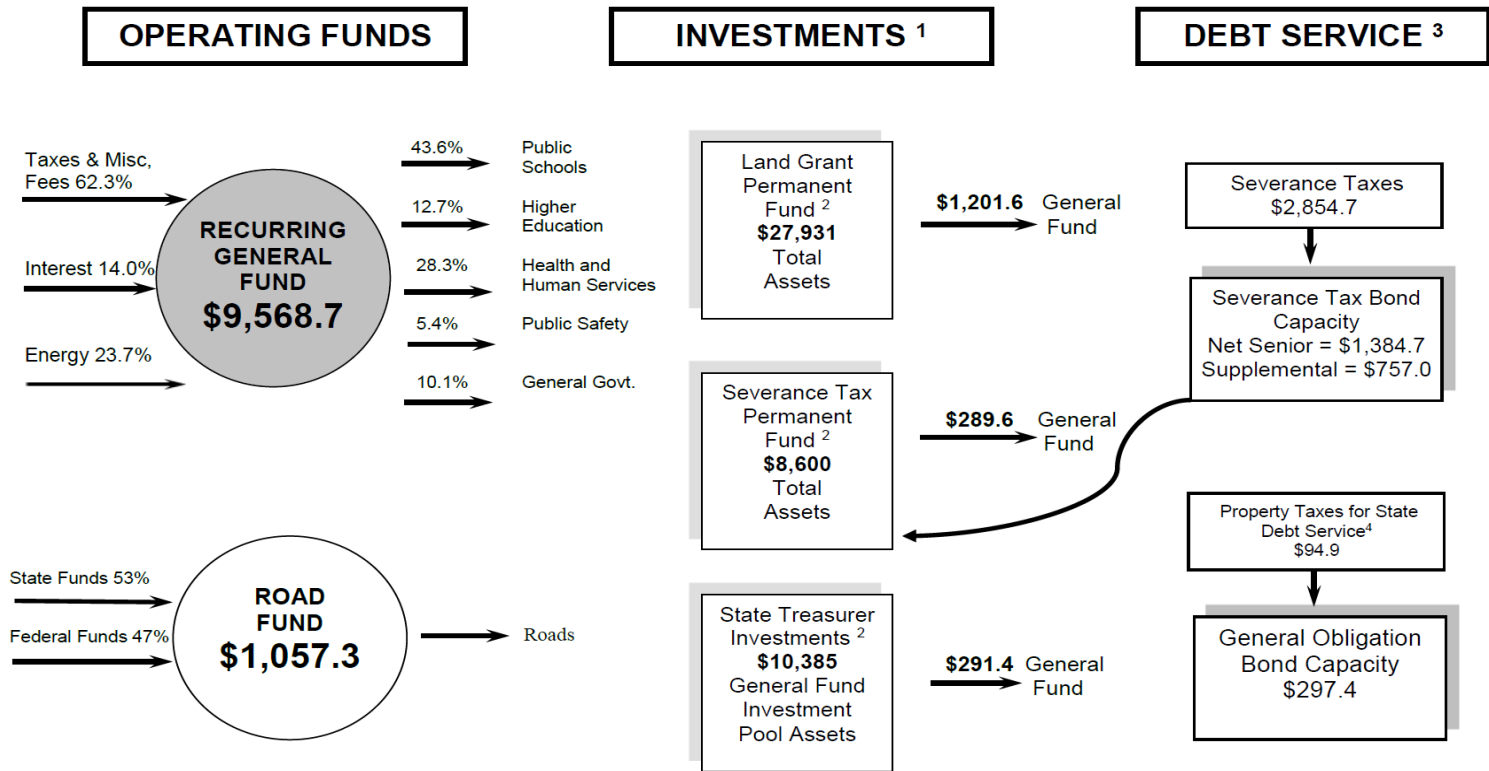 OPERATING FUNDS
INVESTMENTS ¹
DEBT SERVICE ³
Taxes & Misc,
Fees 62.3%
Interest 14.0%
Energy 23.7%
RECURRING
GENERAL
FUND
$9,568.7
43.6%
Public
Schools
12.7%
Higher
Education
28.3%
Health and
Human Services
5.4%
Public Safety
10.1%
General Govt.
State Funds 53%
Federal Funds 47%
ROAD
FUND
$1,057.3
Roads
Land Grant
Permanent
Fund ²
$27,931
Total
Assets
$1,201.6 General
Fund
Severance Tax
Permanent
Fund ²
$8,600
Total
Assets
$289.6 General
Fund
State Treasurer
Investments ²
$10,385
General Fund
Investment
Pool Assets
$291.4 General
Fund
Severance Taxes
$2,854.7
Severance Tax Bond
Capacity
Net Senior = $1,384.7
Supplemental = $757.0
Property Taxes for State
Debt Service⁴
$94.9
General Obligation
Bond Capacity
$297.4